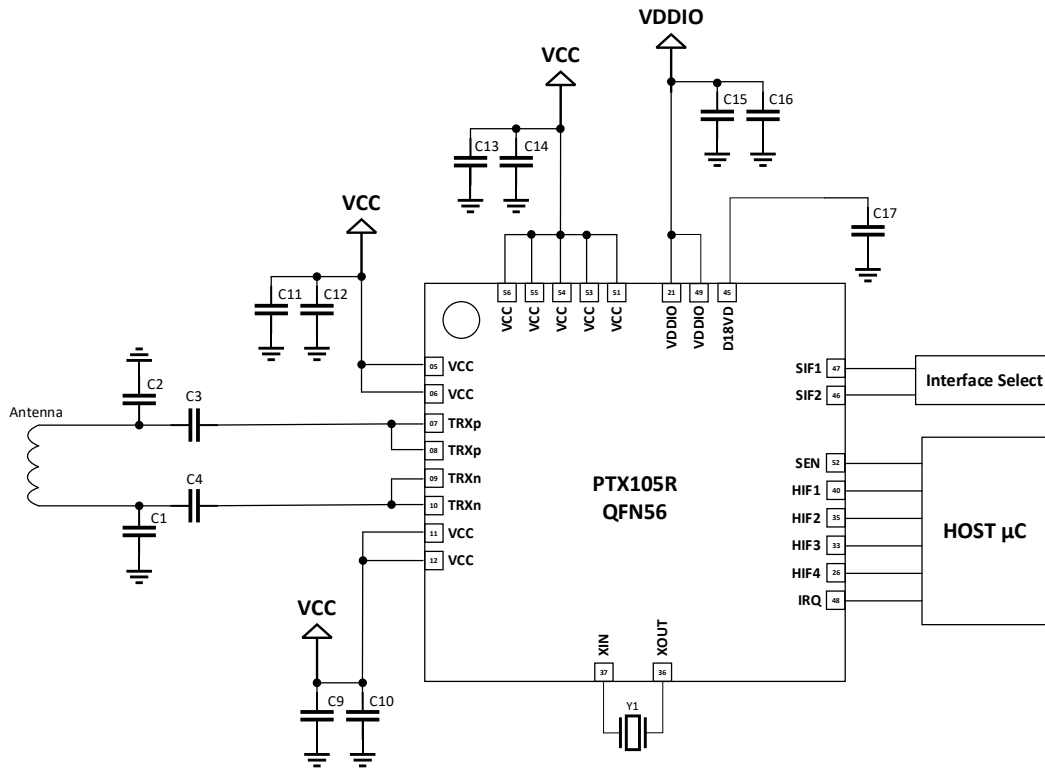 VDDIO
VCC
C15 C16
C13 C14
VCC
C17
C11 C12
56 55 54 53 51 21 49 45
VCC VCC VCC VCC VCC VDDIO VDDIO D18VD
05 VCC
SIF1 47
Interface Select
06 VCC
SIF2 46
C2
C3
Antenna
07 TRXp
08 TRXp
C4
09 TRXn
10 TRXn
C1
11 VCC
12 VCC
PTX105R
QFN56
SEN 52
HIF1 40
HIF2 35
HIF3 33
HIF4 26
IRQ 48
HOST µC
VCC
C9 C10
XIN XOUT
37 36
Y1